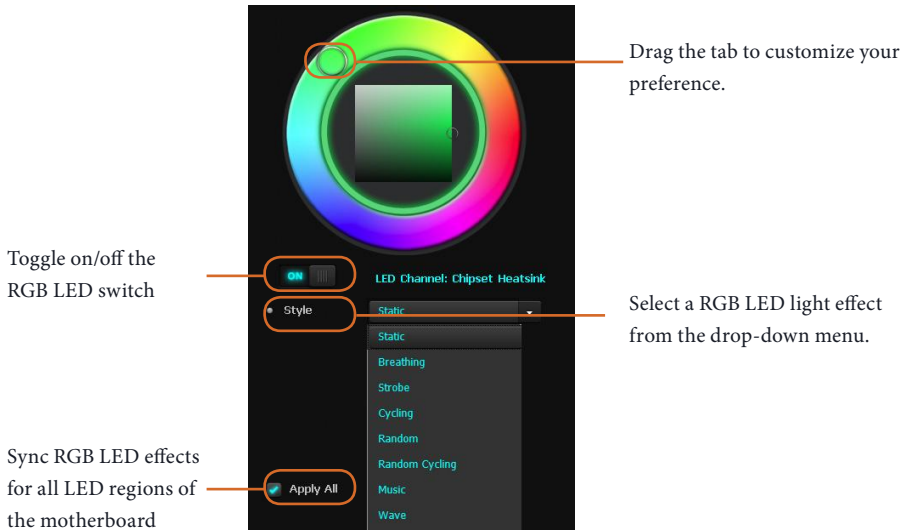 Drag the tab to customize your
preference.
Toggle on/off the
RGB LED switch
ON
LED Channel: Chipset Heatsink
Style
Static
Select a RGB LED light effect
from the drop-down menu.
Static
Breathing
Strobe
Cycling
Random
Random Cycling
Sync RGB LED effects
for all LED regions of
the motherboard
Apply All
Music
Wave